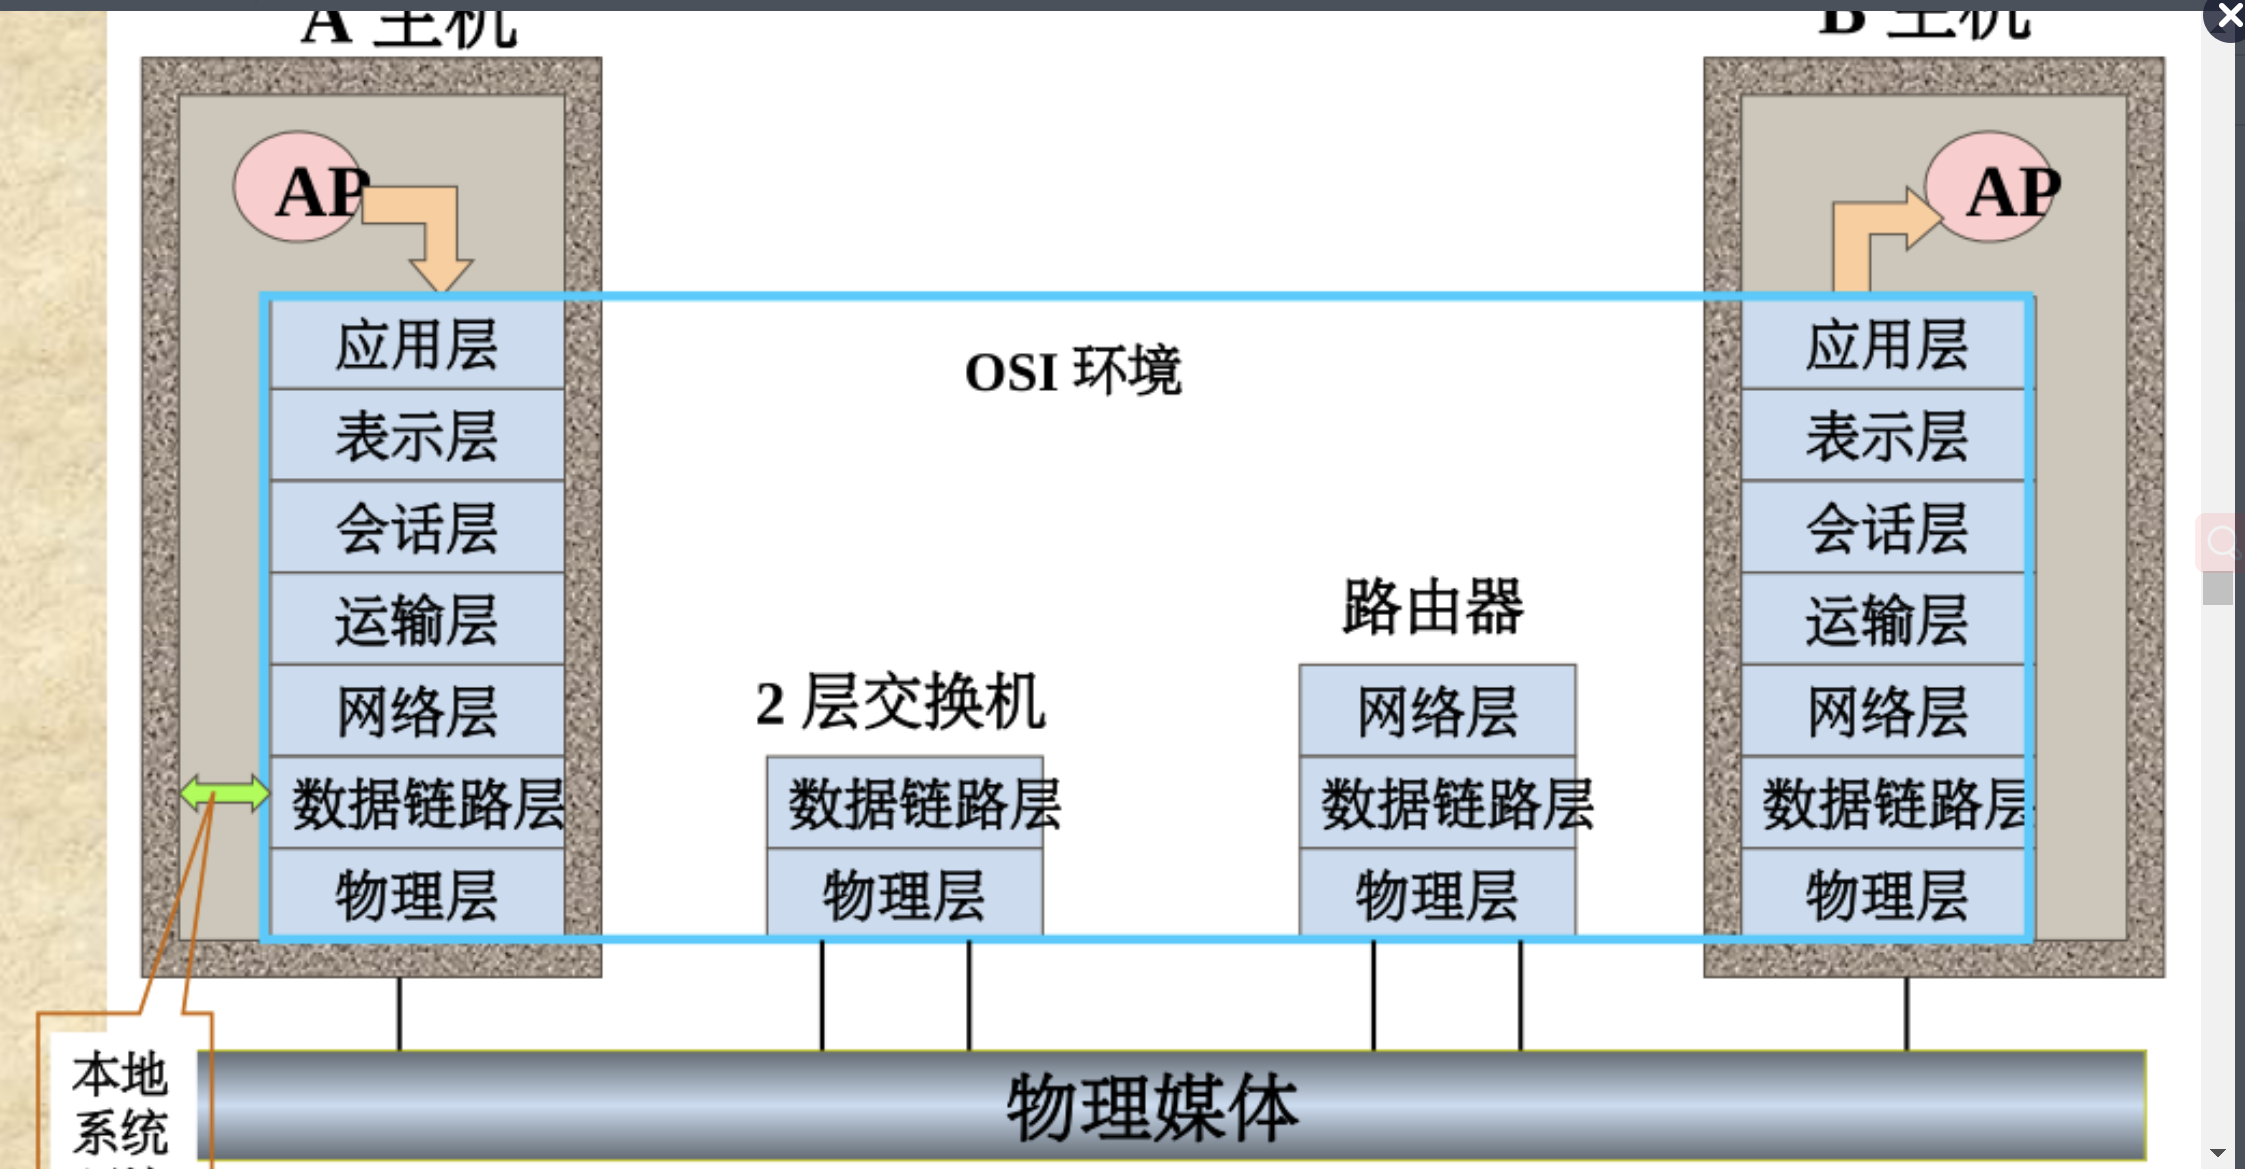 A 主机
B 主机
AP
AP
应用层
表示层
会话层
运输层
网络层
数据链路层
物理层
OSI 环境
2 层交换机
数据链路层
物理层
路由器
网络层
数据链路层
物理层
应用层
表示层
会话层
运输层
网络层
数据链路层
物理层
本地
系统
物理媒体